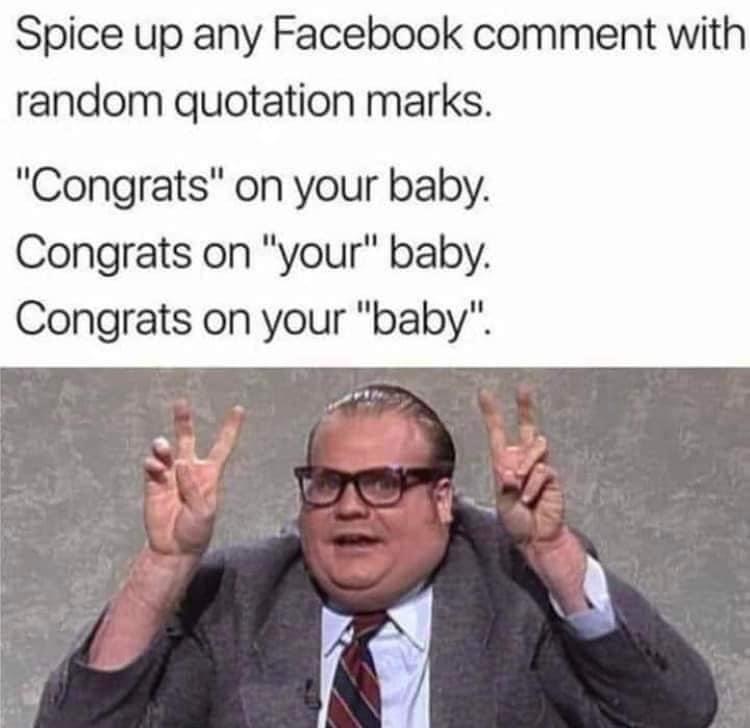 Spice up any Facebook comment with
random quotation marks.
"Congrats" on your baby.
Congrats on "your" baby.
Congrats on your "baby".